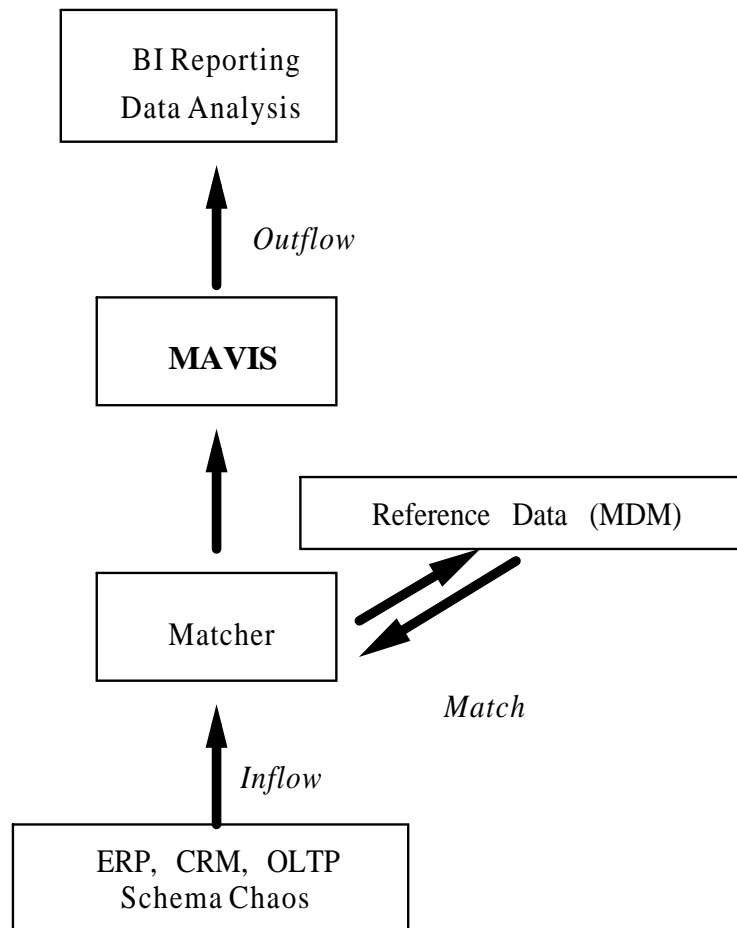 BI Reporting
Data Analysis
Outflow
MAVIS
Reference Data (MDM)
Matcher
Match
Inflow
ERP, CRM, OLTP
Schema Chaos